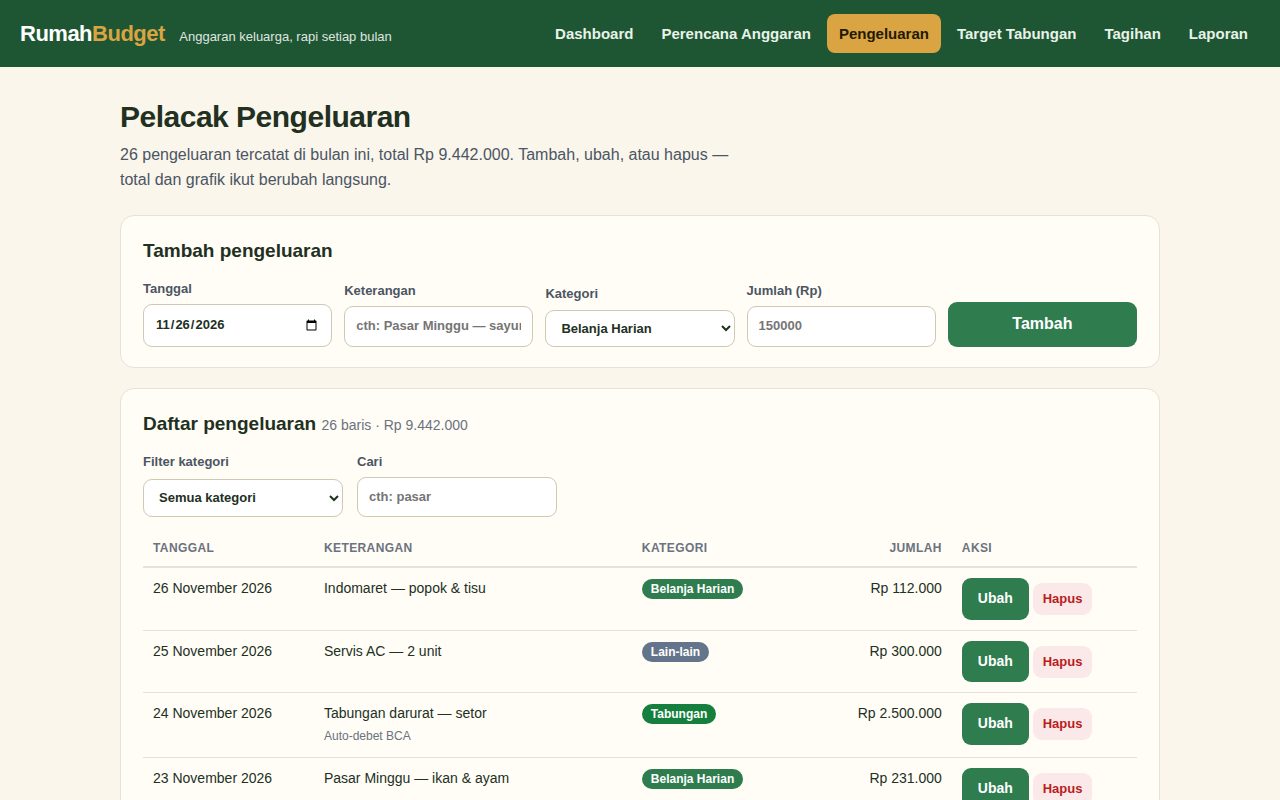 RumahBudget Anggaran keluarga, rapi setiap bulan Dashboard Perencana Anggaran Pengeluaran Target Tabungan Tagihan Laporan
Pelacak Pengeluaran
26 pengeluaran tercatat di bulan ini, total Rp 9.442.000. Tambah, ubah, atau hapus —
total dan grafik ikut berubah langsung.
Tambah pengeluaran
Tanggal Keterangan Kategori Jumlah (Rp)
11/26/2026 cth: Pasar Minggu — sayur Belanja Harian 150000 Tambah
Daftar pengeluaran 26 baris · Rp 9.442.000
Filter kategori Cari
Semua kategori cth: pasar
TANGGAL KETERANGAN KATEGORI JUMLAH AKSI
26 November 2026 Indomaret — popok & tisu Belanja Harian Rp 112.000 Ubah Hapus
25 November 2026 Servis AC — 2 unit Lain-lain Rp 300.000 Ubah Hapus
24 November 2026 Tabungan darurat — setor Tabungan Rp 2.500.000 Ubah Hapus
Auto-debet BCA
23 November 2026 Pasar Minggu — ikan & ayam Belanja Harian Rp 231.000 Ubah Hapus